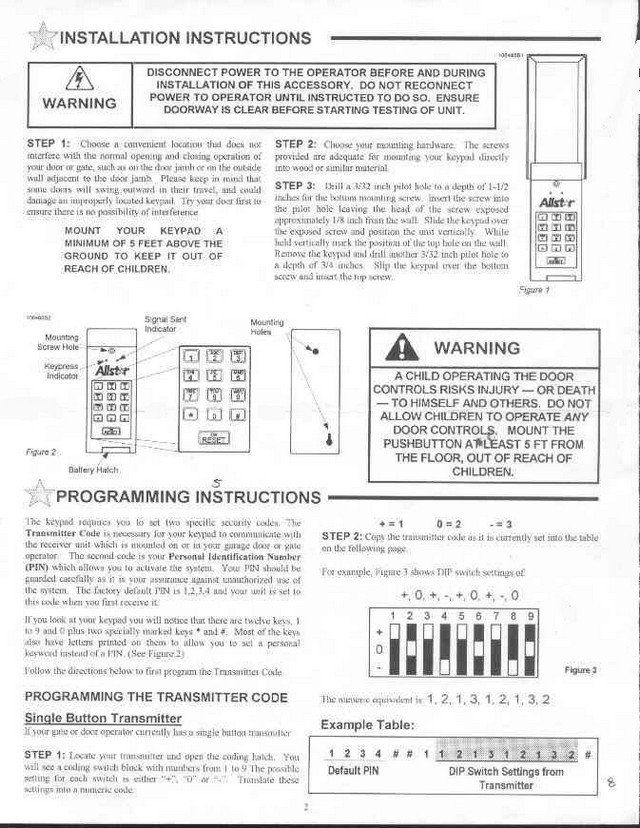 INSTALLATION INSTRUCTIONS
WARNING
DISCONNECT POWER TO THE OPERATOR BEFORE AND DURING
INSTALLATION OF THIS ACCESSORY. DO NOT RECONNECT
POWER TO OPERATOR UNTIL INSTRUCTED TO DO SO. ENSURE
DOORWAY IS CLEAR BEFORE STARTING TESTING OF UNIT.
STEP 1: Choose a convenient location that does not
interfere with the normal opening and closing operation of
your door or gate, such as on the door jamb or on the outside
wall adjacent to the door jamb. Please keep in mind that
some doors will swing outward in their travel, and could
damage an improperly located keypad. Try your door first to
ensure there is no possibility of interference
MOUNT YOUR KEYPAD A
MINIMUM OF 5 FEET ABOVE THE
GROUND TO KEEP IT OUT OF
REACH OF CHILDREN.
STEP 2: Choose your mounting hardware. The screws
provided are adequate for mounting your keypad directly
into wood or similar material.
STEP 3: Drill a 3/32 inch pilot hole to a depth of 1-1/2
inches for the bottom mounting screw. Insert the screw into
the pilot hole leaving the head of the screw exposed
approximately 1/8 inch from the wall. Slide the keypad over
the exposed screw and position the unit vertically. While
held vertically mark the position of the top hole on the wall.
Remove the keypad and drill another 3/32 inch pilot hole to
a depth of 3/4 inches. Slip the keypad over the bottom
screw and insert the top screw.
Allstar
Figure 1
Mounting
Screw Hole
Signal Sent
Indicator
Mounting
Holes
Keypress
Indicator
Allstar
1 2 3
4 5 6
7 8 9
* 0 #
RESET
Figure 2
Battery Hatch
WARNING
A CHILD OPERATING THE DOOR
CONTROLS RISKS INJURY — OR DEATH
— TO HIMSELF AND OTHERS. DO NOT
ALLOW CHILDREN TO OPERATE ANY
DOOR CONTROLS. MOUNT THE
PUSHBUTTON AT LEAST 5 FT FROM
THE FLOOR, OUT OF REACH OF
CHILDREN.
5
PROGRAMMING INSTRUCTIONS
The keypad requires you to set two specific security codes. The
Transmitter Code is necessary for your keypad to communicate with
the receiver unit which is mounted on or in your garage door or gate
operator. The second code is your Personal Identification Number
(PIN) which allows you to activate the system. Your PIN should be
guarded carefully as it is your assurance against unauthorized use of
the system. The factory default PIN is 1,2,3,4 and your unit is set to
this code when you first receive it.
If you look at your keypad you will notice that there are twelve keys, 1
to 9 and 0 plus two specially marked keys * and #. Most of the keys
also have letters printed on them to allow you to set a personal
keyword instead of a PIN. (See Figure 2)
Follow the directions below to first program the Transmitter Code
PROGRAMMING THE TRANSMITTER CODE
Single Button Transmitter
If your gate or door operator currently has a single button transmitter
STEP 1: Locate your transmitter and open the coding hatch. You
will see a coding switch block with numbers from 1 to 9 The possible
setting for each switch is either "+", "0" or "-". Translate these
settings into a numeric code.
+ = 1 0 = 2 - = 3
STEP 2: Copy the transmitter code as it is currently set into the table
on the following page.
For example, Figure 3 shows DIP switch settings of
+, 0, +, -, +, 0, +, -, 0
1 2 3 4 5 6 7 8 9
+
0
-
Figure 3
The numeric equivalent is 1, 2, 1, 3, 1, 2, 1, 3, 2
Example Table:
1 2 3 4 # # 1 1 2 1 3 1 2 1 3 2 #
Default PIN
DIP Switch Settings from
Transmitter
8
2